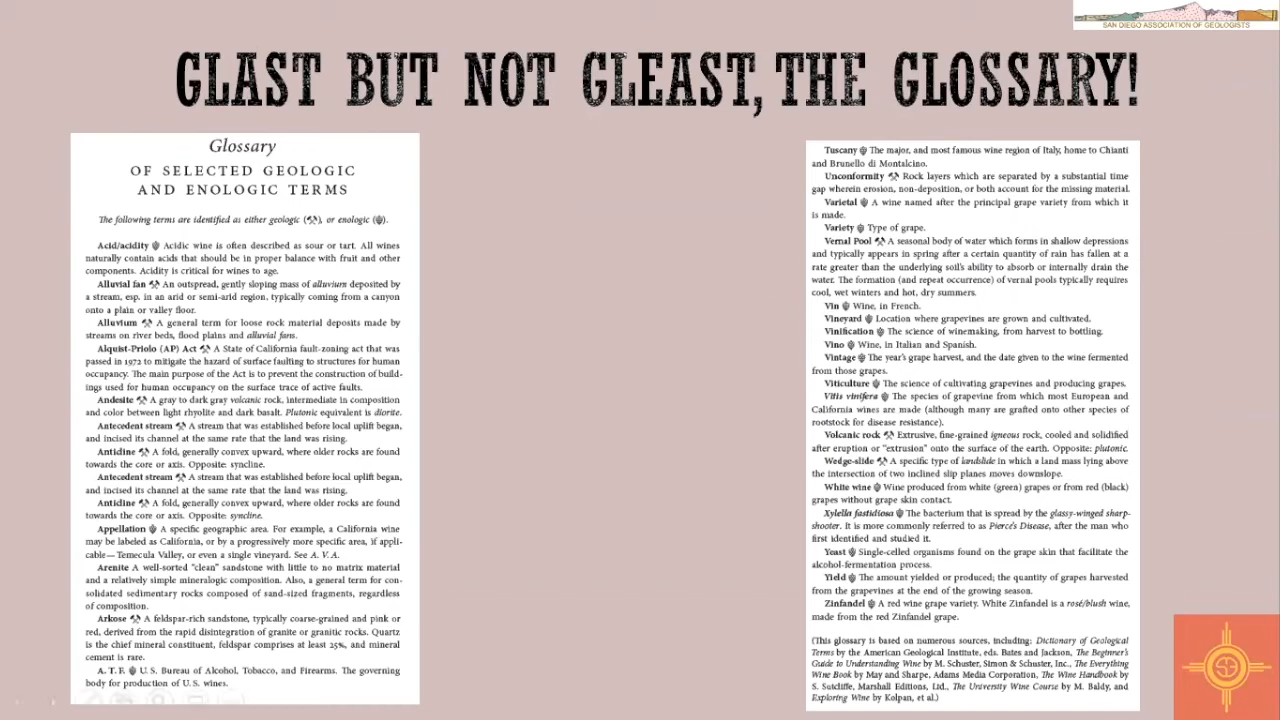 SAN DIEGO ASSOCIATION OF GEOLOGISTS
GLAST BUT NOT GLEAST, THE GLOSSARY!
Glossary
OF SELECTED GEOLOGIC
AND ENOLOGIC TERMS
The following terms are identified as either geologic (⚒), or enologic (🍇).
Acid/acidity 🍇 Acidic wine is often described as sour or tart. All wines
naturally contain acids that should be in proper balance with fruit and other
components. Acidity is critical for wines to age.
Alluvial fan ⚒ An outspread, gently sloping mass of alluvium deposited by
a stream, esp. in an arid or semi-arid region, typically coming from a canyon
onto a plain or valley floor.
Alluvium ⚒ A general term for loose rock material deposits made by
streams on river beds, flood plains and alluvial fans.
Alquist-Priolo (AP) Act ⚒ A State of California fault-zoning act that was
passed in 1972 to mitigate the hazard of surface faulting to structures for human
occupancy. The main purpose of the Act is to prevent the construction of build-
ings used for human occupancy on the surface trace of active faults.
Andesite ⚒ A gray to dark gray volcanic rock, intermediate in composition
and color between light rhyolite and dark basalt. Plutonic equivalent is diorite.
Antecedent stream ⚒ A stream that was established before local uplift began,
and incised its channel at the same rate that the land was rising.
Anticline ⚒ A fold, generally convex upward, where older rocks are found
towards the core or axis. Opposite: syncline.
Antecedent stream ⚒ A stream that was established before local uplift began,
and incised its channel at the same rate that the land was rising.
Anticline ⚒ A fold, generally convex upward, where older rocks are found
towards the core or axis. Opposite: syncline.
Appellation 🍇 A specific geographic area. For example, a California wine
may be labeled as California, or by a progressively more specific area, if appli-
cable—Temecula Valley, or even a single vineyard. See A. V. A.
Arenite ⚒ A well-sorted "clean" sandstone with little to no matrix material
and a relatively simple mineralogic composition. Also, a general term for con-
solidated sedimentary rocks composed of sand-sized fragments, regardless
of composition.
Arkose ⚒ A feldspar-rich sandstone, typically coarse-grained and pink or
red, derived from the rapid disintegration of granite or granitic rocks. Quartz
is the chief mineral constituent, feldspar comprises at least 25%, and mineral
cement is rare.
A. T. F. 🍇 U. S. Bureau of Alcohol, Tobacco, and Firearms. The governing
body for production of U. S. wines.
Tuscany 🍇 The major, and most famous wine region of Italy, home to Chianti
and Brunello di Montalcino.
Unconformity ⚒ Rock layers which are separated by a substantial time
gap wherein erosion, non-deposition, or both account for the missing material.
Varietal 🍇 A wine named after the principal grape variety from which it
is made.
Variety 🍇 Type of grape.
Vernal Pool ⚒ A seasonal body of water which forms in shallow depressions
and typically appears in spring after a certain quantity of rain has fallen at a
rate greater than the underlying soil's ability to absorb or internally drain the
water. The formation (and repeat occurrence) of vernal pools typically requires
cool, wet winters and hot, dry summers.
Vin 🍇 Wine, in French.
Vineyard 🍇 Location where grapevines are grown and cultivated.
Vinification 🍇 The science of winemaking, from harvest to bottling.
Vino 🍇 Wine, in Italian and Spanish.
Vintage 🍇 The year's grape harvest, and the date given to the wine fermented
from those grapes.
Viticulture 🍇 The science of cultivating grapevines and producing grapes.
Vitis vinifera 🍇 The species of grapevine from which most European and
California wines are made (although many are grafted onto other species of
rootstock for disease resistance).
Volcanic rock ⚒ Extrusive, fine-grained igneous rock, cooled and solidified
after eruption or "extrusion" onto the surface of the earth. Opposite: plutonic.
Wedge-slide ⚒ A specific type of landslide in which a land mass lying above
the intersection of two inclined slip planes moves downslope.
White wine 🍇 Wine produced from white (green) grapes or from red (black)
grapes without grape skin contact.
Xylella fastidiosa 🍇 The bacterium that is spread by the glassy-winged sharp-
shooter. It is more commonly referred to as Pierce's Disease, after the man who
first identified and studied it.
Yeast 🍇 Single-celled organisms found on the grape skin that facilitate the
alcohol-fermentation process.
Yield 🍇 The amount yielded or produced; the quantity of grapes harvested
from the grapevines at the end of the growing season.
Zinfandel 🍇 A red wine grape variety. White Zinfandel is a rosé/blush wine,
made from the red Zinfandel grape.
(This glossary is based on numerous sources, including; Dictionary of Geological
Terms by the American Geological Institute, eds. Bates and Jackson, The Beginner's
Guide to Understanding Wine by M. Schuster, Simon & Schuster, Inc., The Everything
Wine Book by May and Sharpe, Adams Media Corporation, The Wine Handbook by
S. Sutcliffe, Marshall Editions, Ltd., The University Wine Course by M. Baldy, and
Exploring Wine by Kolpan, et al.)